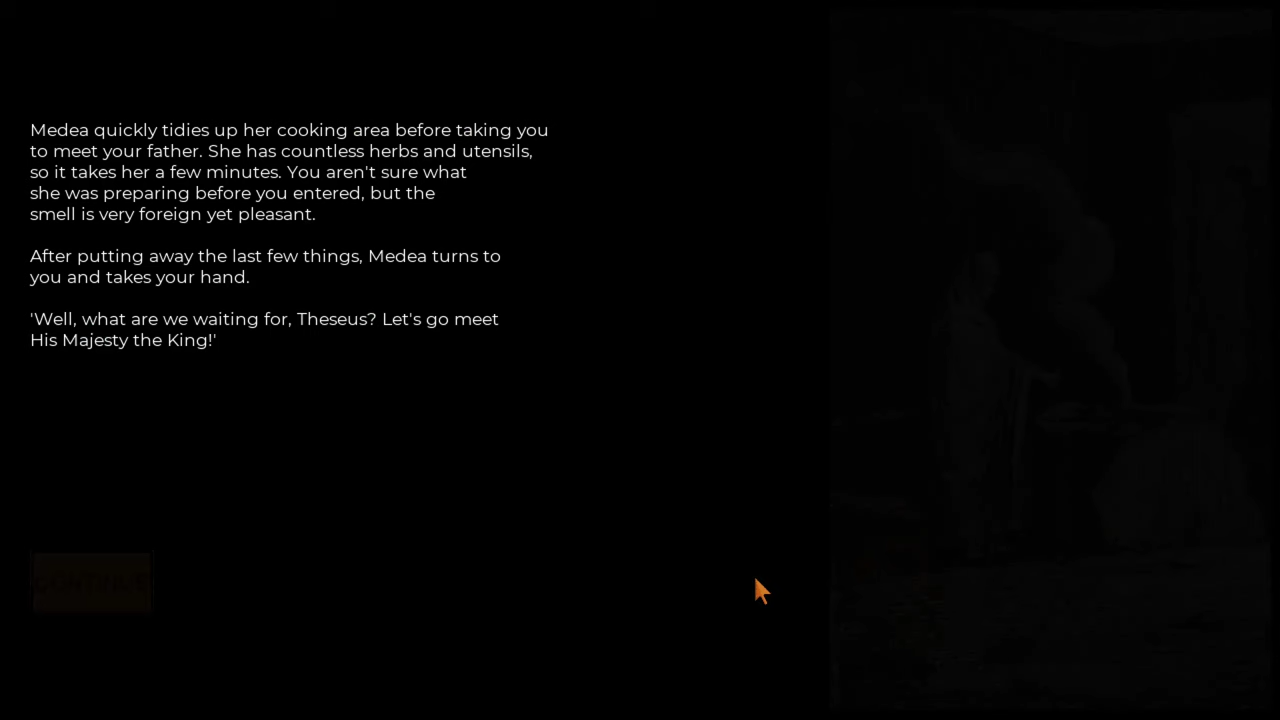 Medea quickly tidies up her cooking area before taking you
to meet your father. She has countless herbs and utensils,
so it takes her a few minutes. You aren't sure what
she was preparing before you entered, but the
smell is very foreign yet pleasant.
After putting away the last few things, Medea turns to
you and takes your hand.
'Well, what are we waiting for, Theseus? Let's go meet
His Majesty the King!'
CONTINUE